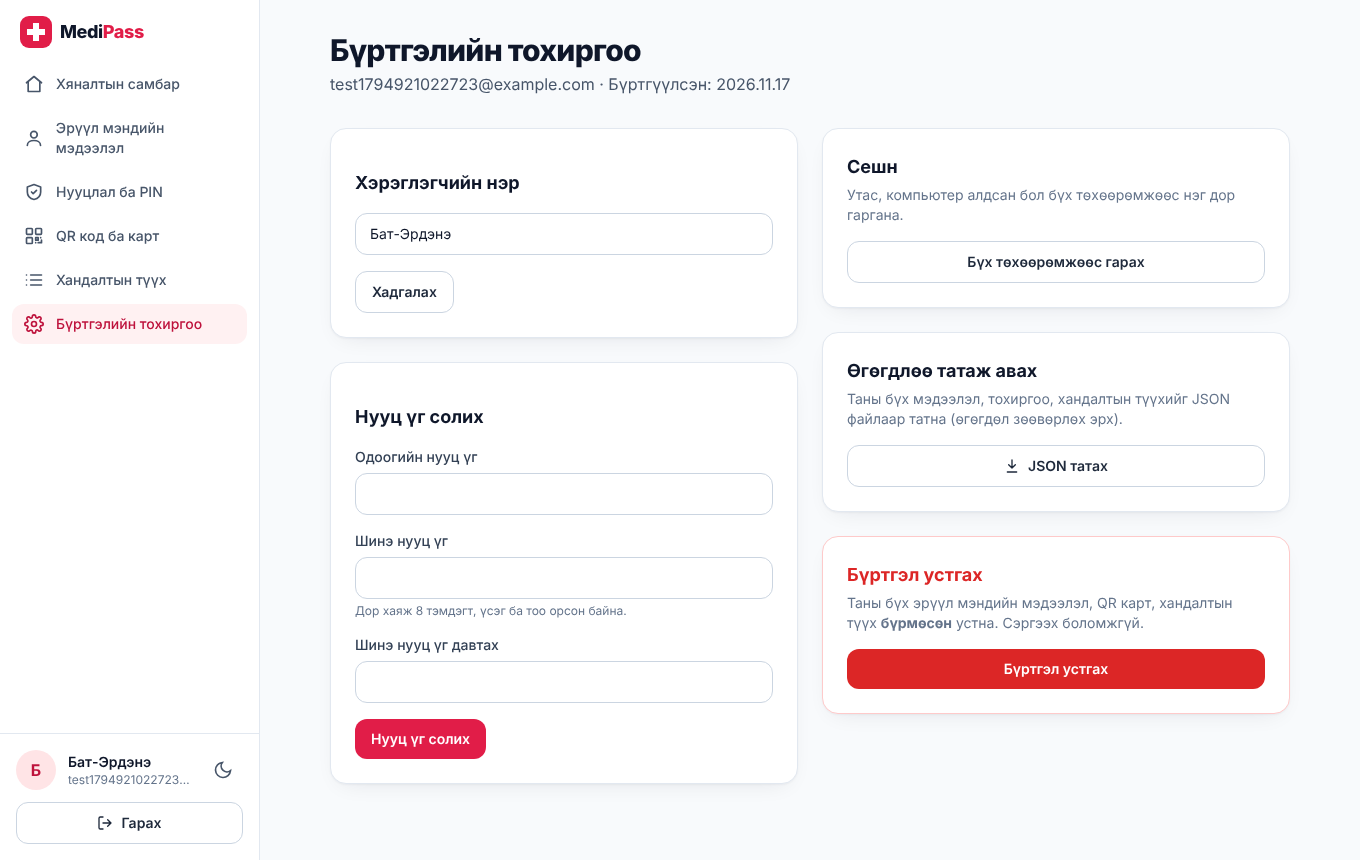 MediPass
Хяналтын самбар
Эрүүл мэндийн
мэдээлэл
Нууцлал ба PIN
QR код ба карт
Хандалтын түүх
Бүртгэлийн тохиргоо
Б
Бат-Эрдэнэ
test1794921022723...
Гарах
Бүртгэлийн тохиргоо
test1794921022723@example.com · Бүртгүүлсэн: 2026.11.17
Хэрэглэгчийн нэр
Бат-Эрдэнэ
Хадгалах
Нууц үг солих
Одоогийн нууц үг
Шинэ нууц үг
Дор хаяж 8 тэмдэгт, үсэг ба тоо орсон байна.
Шинэ нууц үг давтах
Нууц үг солих
Сешн
Утас, компьютер алдсан бол бүх төхөөрөмжөөс нэг дор
гаргана.
Бүх төхөөрөмжөөс гарах
Өгөгдлөө татаж авах
Таны бүх мэдээлэл, тохиргоо, хандалтын түүхийг JSON
файлаар татна (өгөгдөл зөөвөрлөх эрх).
JSON татах
Бүртгэл устгах
Таны бүх эрүүл мэндийн мэдээлэл, QR карт, хандалтын
түүх бүрмөсөн устна. Сэргээх боломжгүй.
Бүртгэл устгах